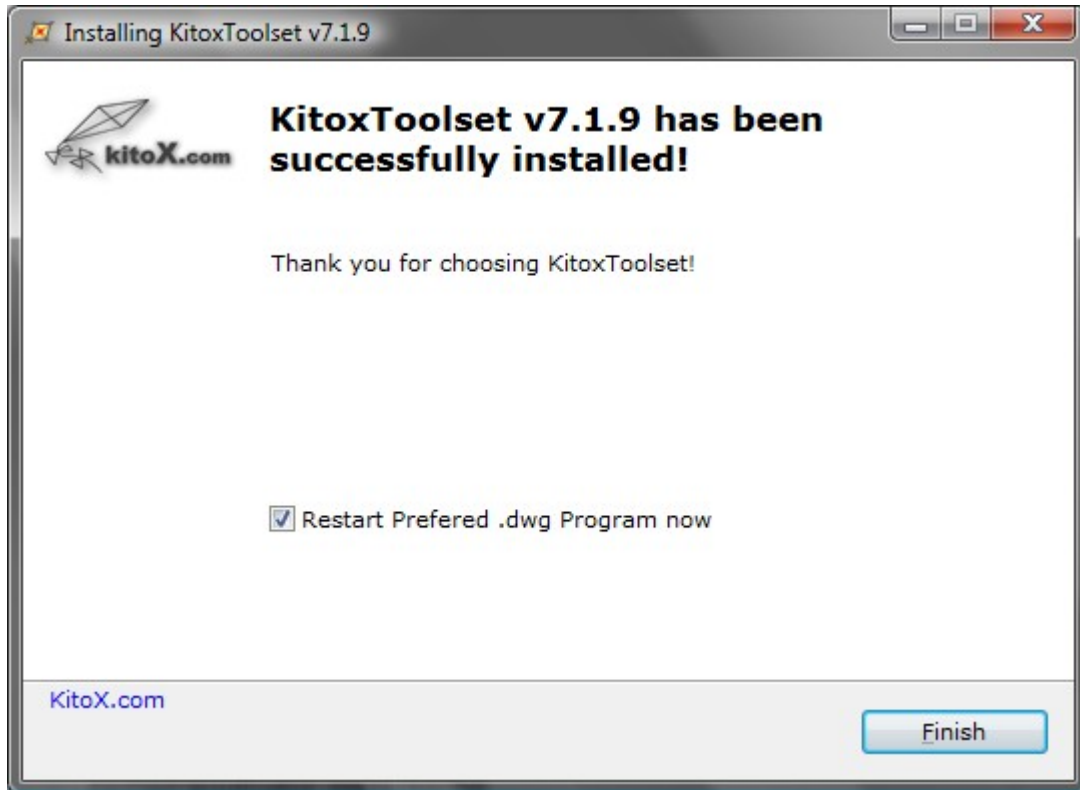 Installing KitoxToolset v7.1.9
kitoX.com
KitoxToolset v7.1.9 has been
successfully installed!
Thank you for choosing KitoxToolset!
Restart Prefered .dwg Program now
KitoX.com
Finish